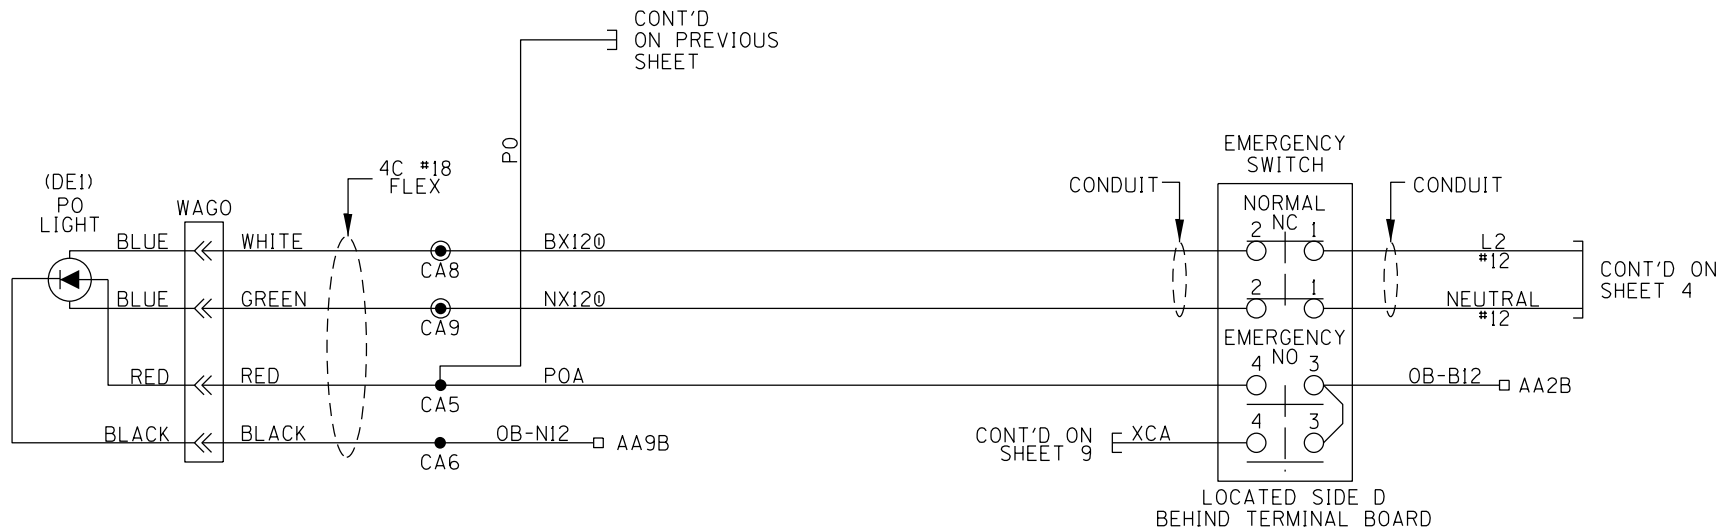 CONT'D
ON PREVIOUS
SHEET
PO
EMERGENCY
SWITCH
4C #18
FLEX
(DE1)
PO
LIGHT
WAGO
CONDUIT
CONDUIT
NORMAL
NC
BLUE
WHITE
CA8
BX120
2 1
L2
#12
BLUE
GREEN
CA9
NX120
2 1
NEUTRAL
#12
CONT'D ON
SHEET 4
EMERGENCY
NO
RED
RED
CA5
POA
4 3
OB-B12
AA2B
BLACK
BLACK
CA6
OB-N12
AA9B
CONT'D ON
SHEET 9
XCA
4 3
LOCATED SIDE D
BEHIND TERMINAL BOARD